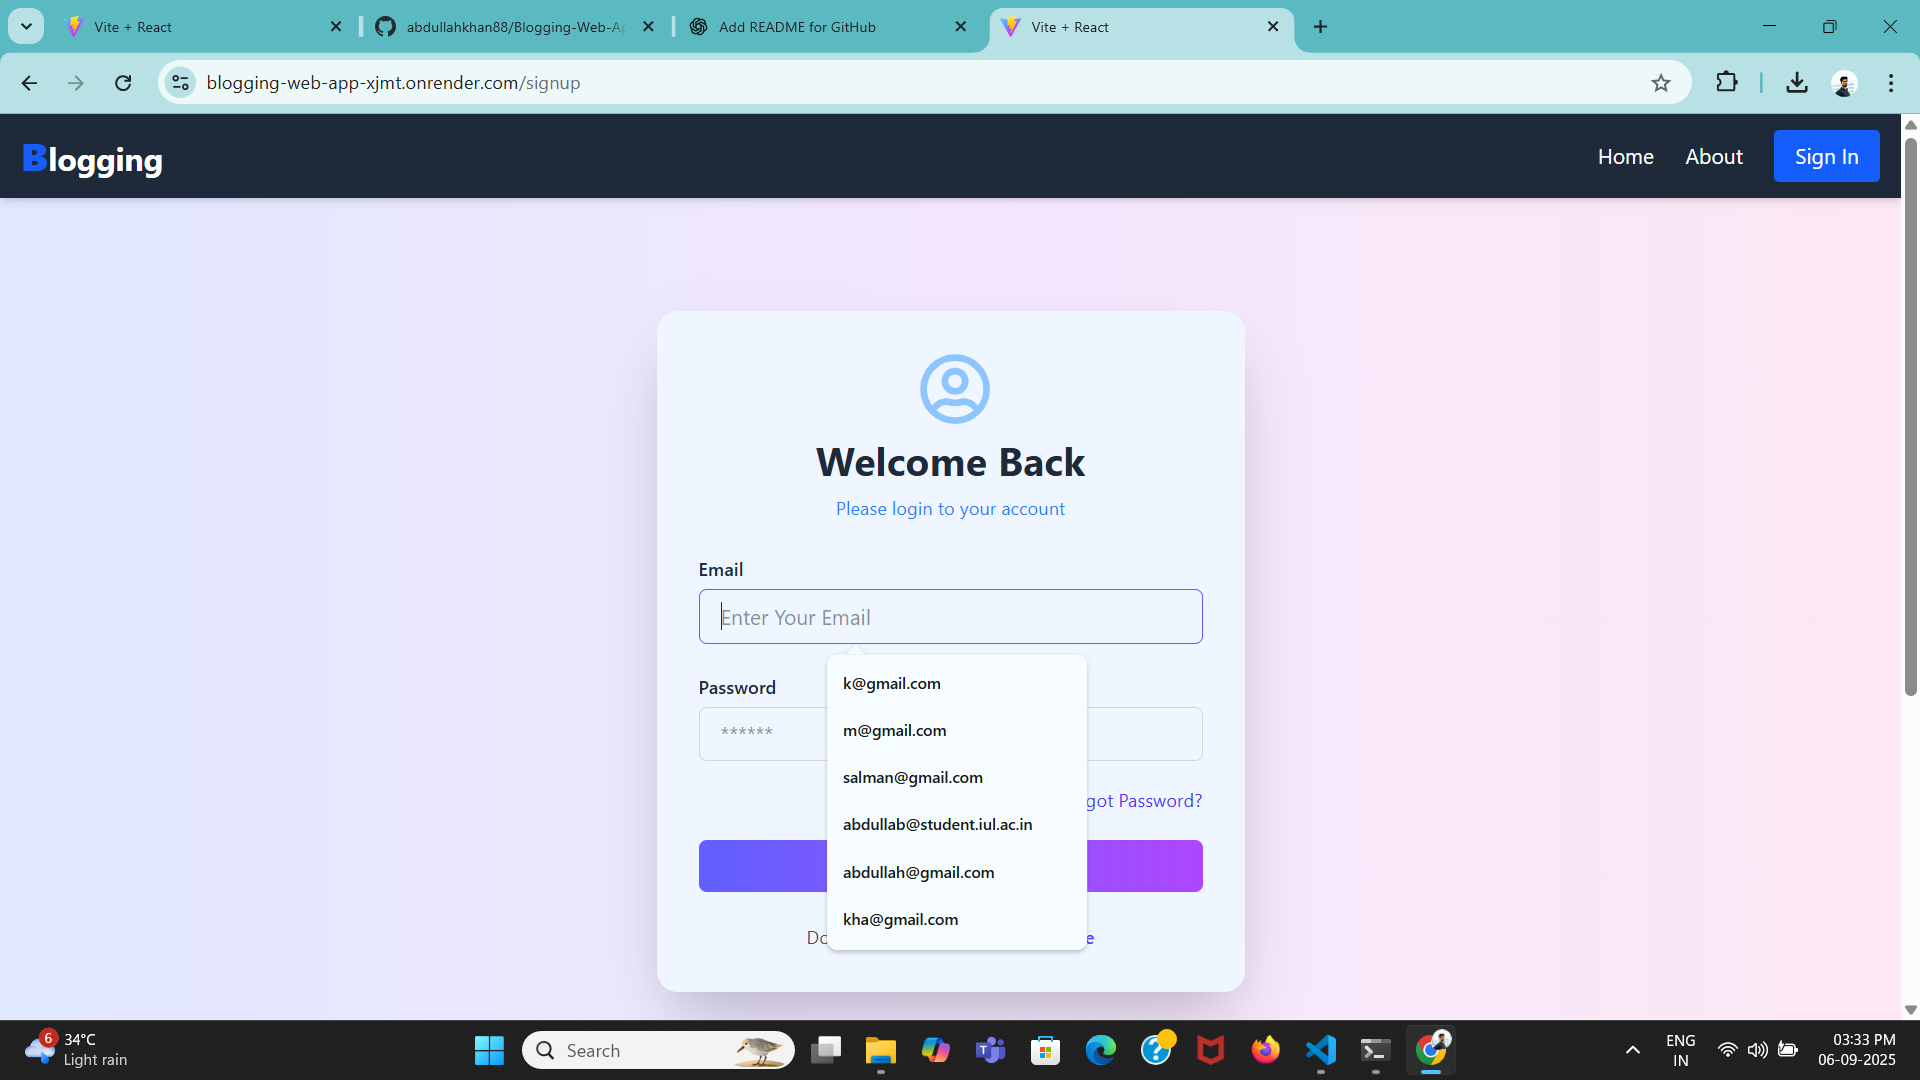 Vite + React
abdullahkhan88/Blogging-Web-Ap
Add README for GitHub
Vite + React
blogging-web-app-xjmt.onrender.com/signup
Blogging
Home
About
Sign In
Welcome Back
Please login to your account
Email
Enter Your Email
k@gmail.com
Password
******
m@gmail.com
salman@gmail.com
got Password?
abdullab@student.iul.ac.in
abdullah@gmail.com
kha@gmail.com
Do
e
6
34°C
Light rain
Search
ENG
IN
03:33 PM
06-09-2025